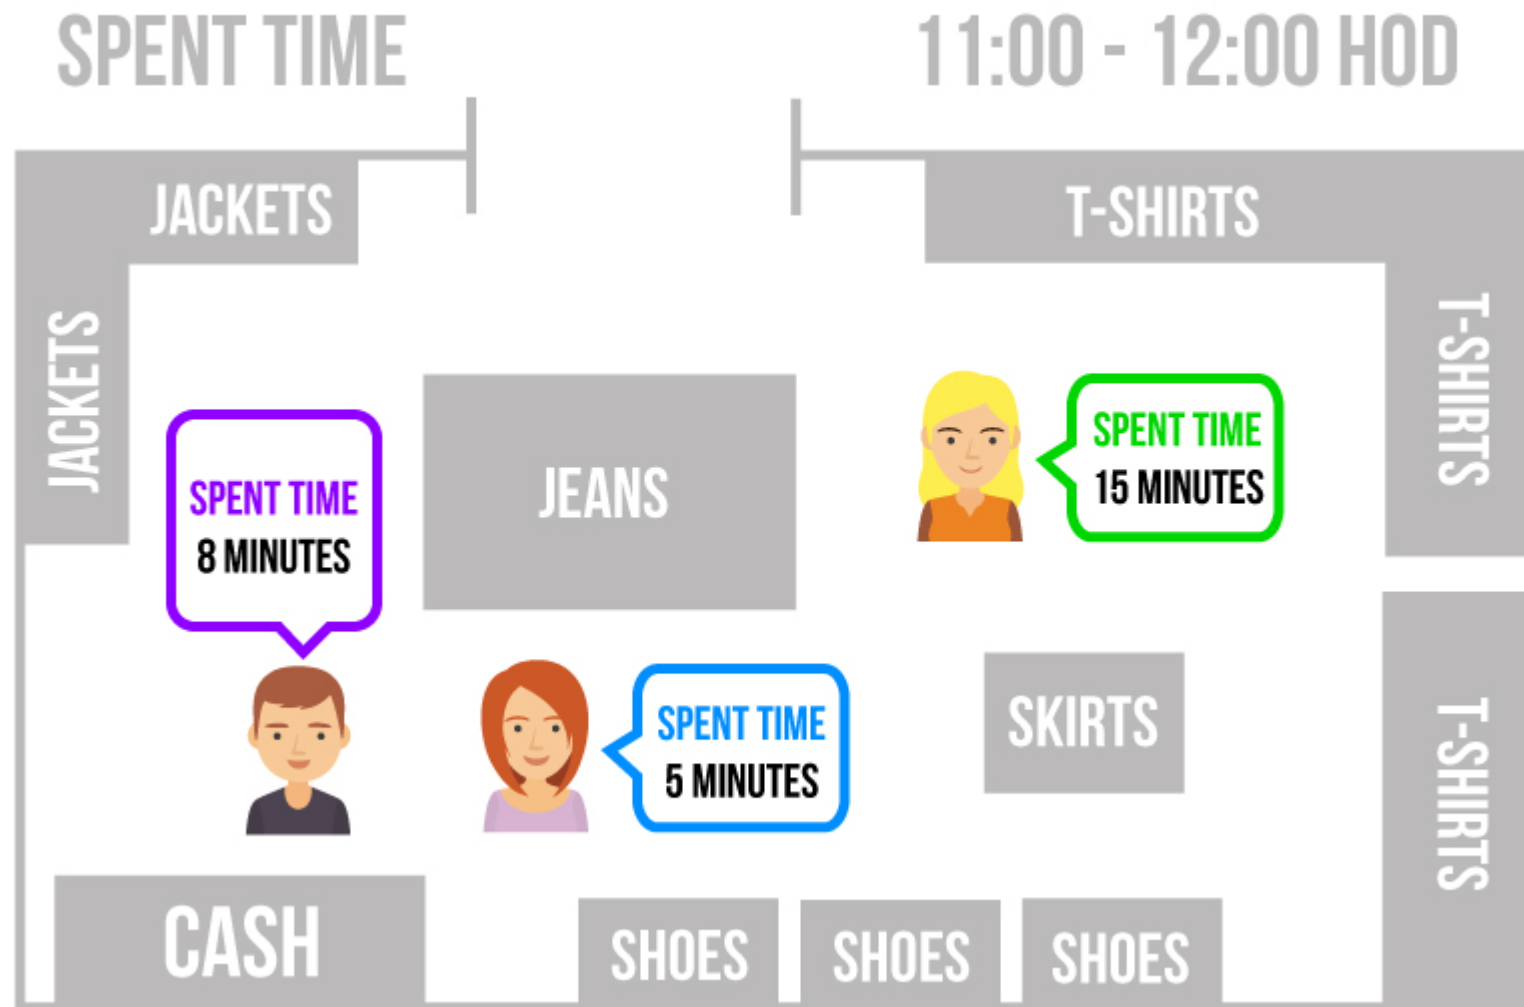 SPENT TIME
11:00 - 12:00 HOD
JACKETS
T-SHIRTS
JACKETS
T-SHIRTS
SPENT TIME
8 MINUTES
JEANS
SPENT TIME
15 MINUTES
SPENT TIME
5 MINUTES
SKIRTS
T-SHIRTS
CASH
SHOES
SHOES
SHOES